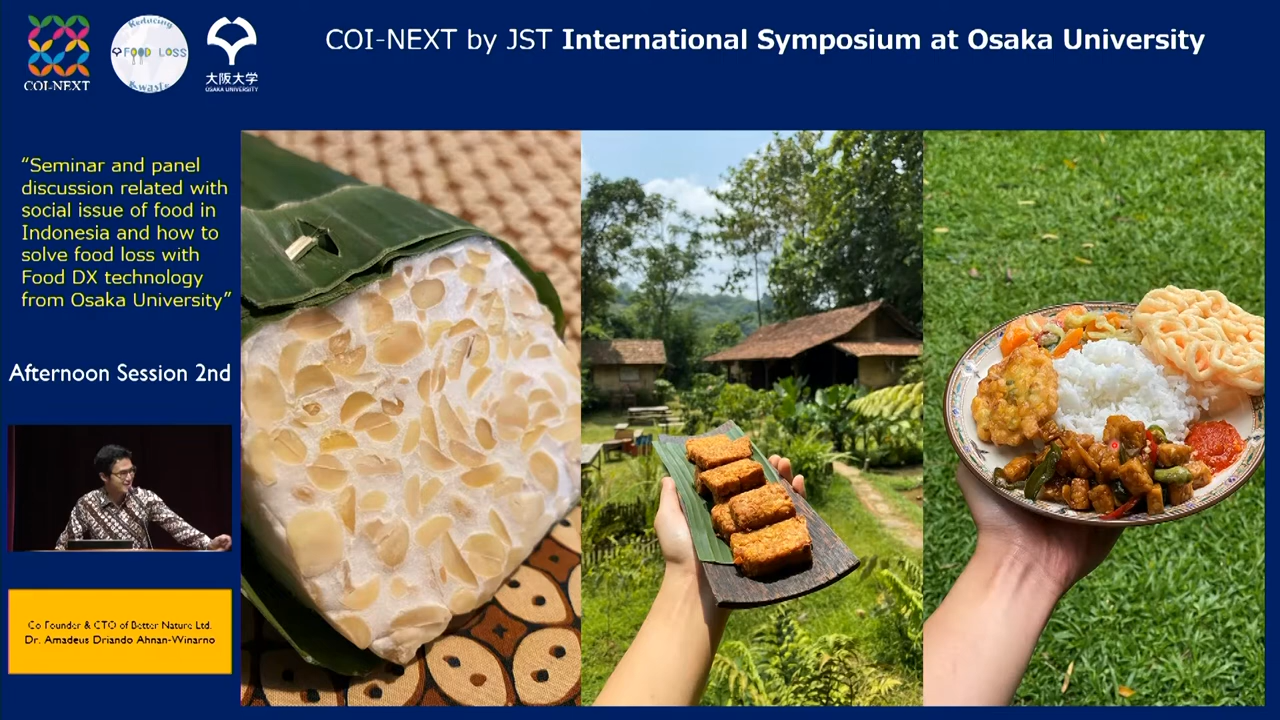 COI-NEXT by JST International Symposium at Osaka University
COI-NEXT
Reducing
FOOD LOSS
& Waste
大阪大学
OSAKA UNIVERSITY
“Seminar and panel
discussion related with
social issue of food in
Indonesia and how to
solve food loss with
Food DX technology
from Osaka University”
Afternoon Session 2nd
Co Founder & CTO of Better Nature Ltd.
Dr. Amadeus Driando Ahnan-Winarno